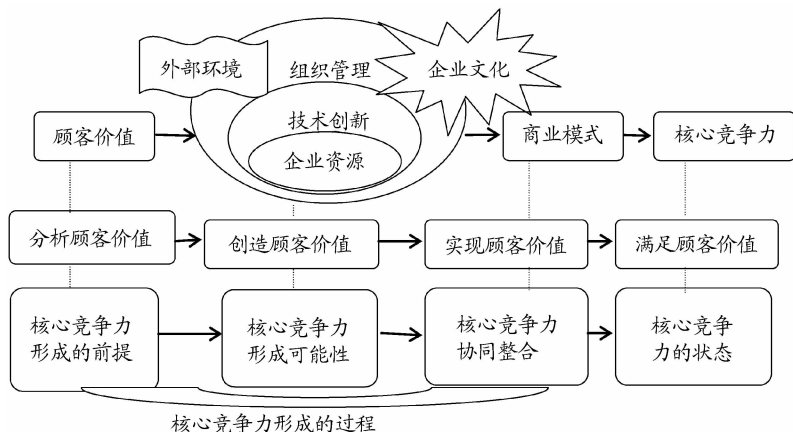 外部环境
组织管理
企业文化
技术创新
企业资源
顾客价值
商业模式
核心竞争力
分析顾客价值
创造顾客价值
实现顾客价值
满足顾客价值
核心竞争力
形成的前提
核心竞争力
形成可能性
核心竞争力
协同整合
核心竞争
力的状态
核心竞争力形成的过程